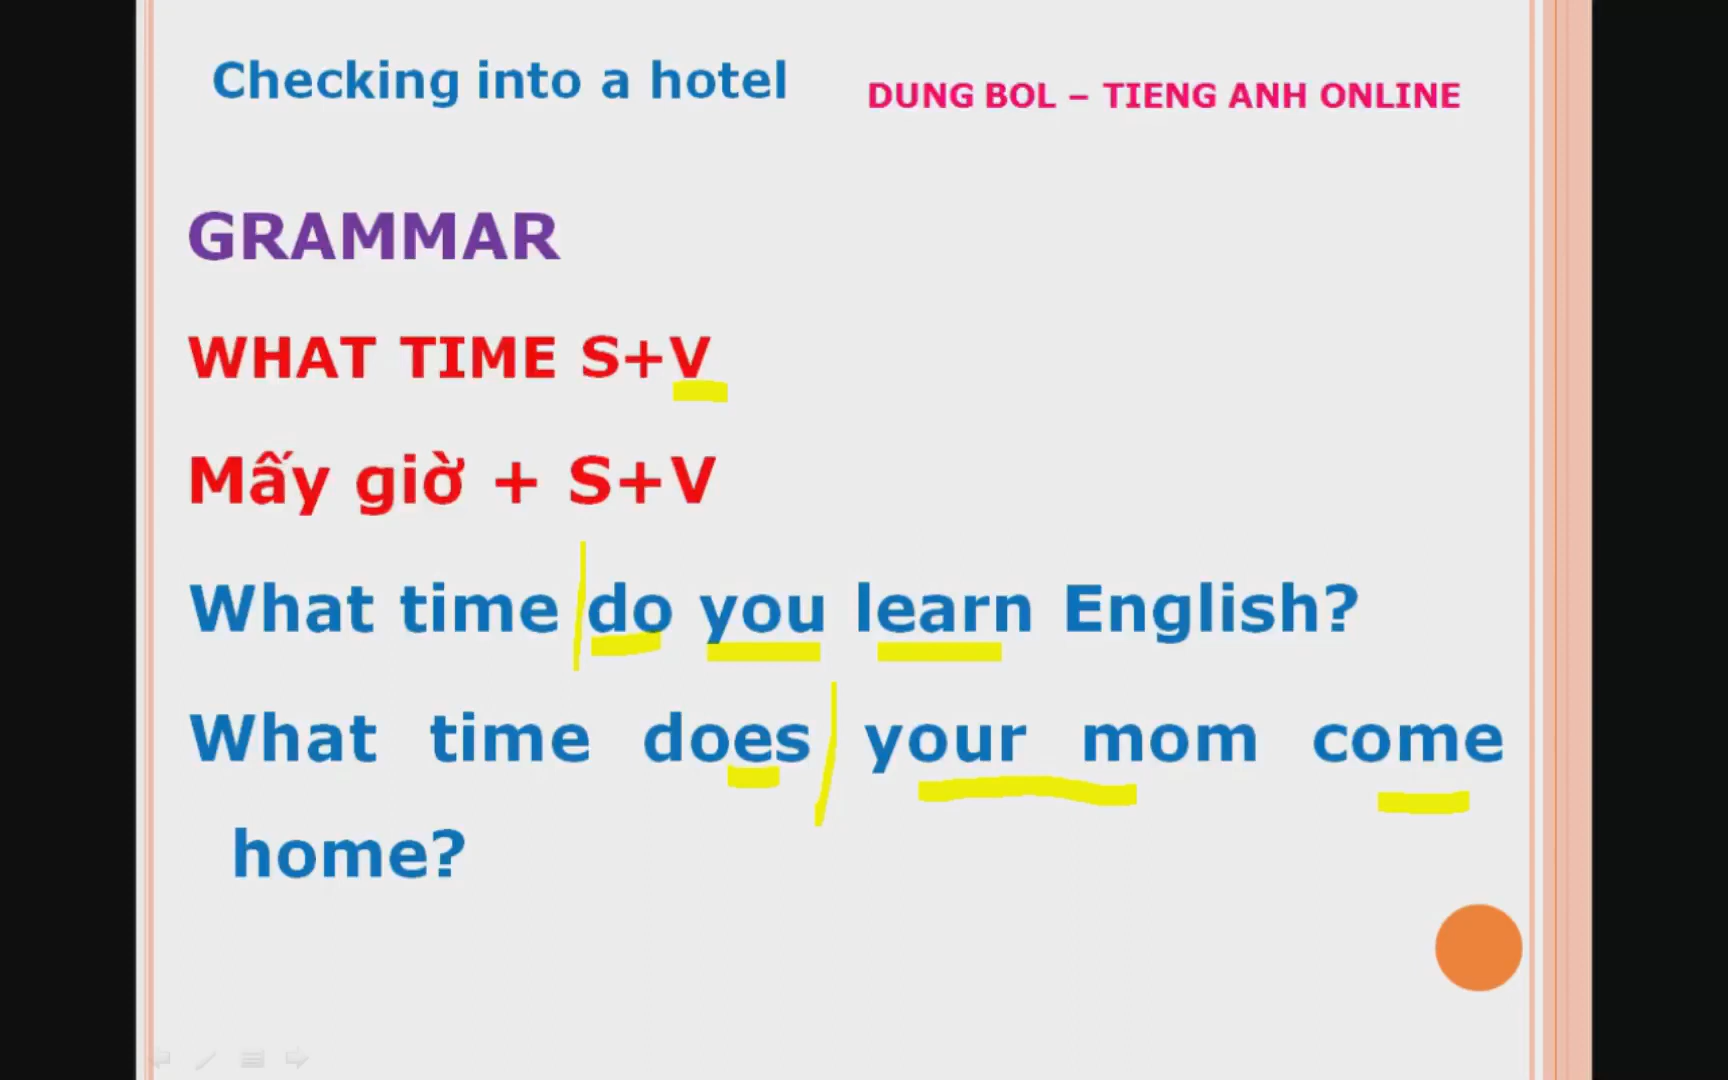 Checking into a hotel
DUNG BOL – TIENG ANH ONLINE
GRAMMAR
WHAT TIME S+V
Mấy giờ + S+V
What time do you learn English?
What time does your mom come
home?